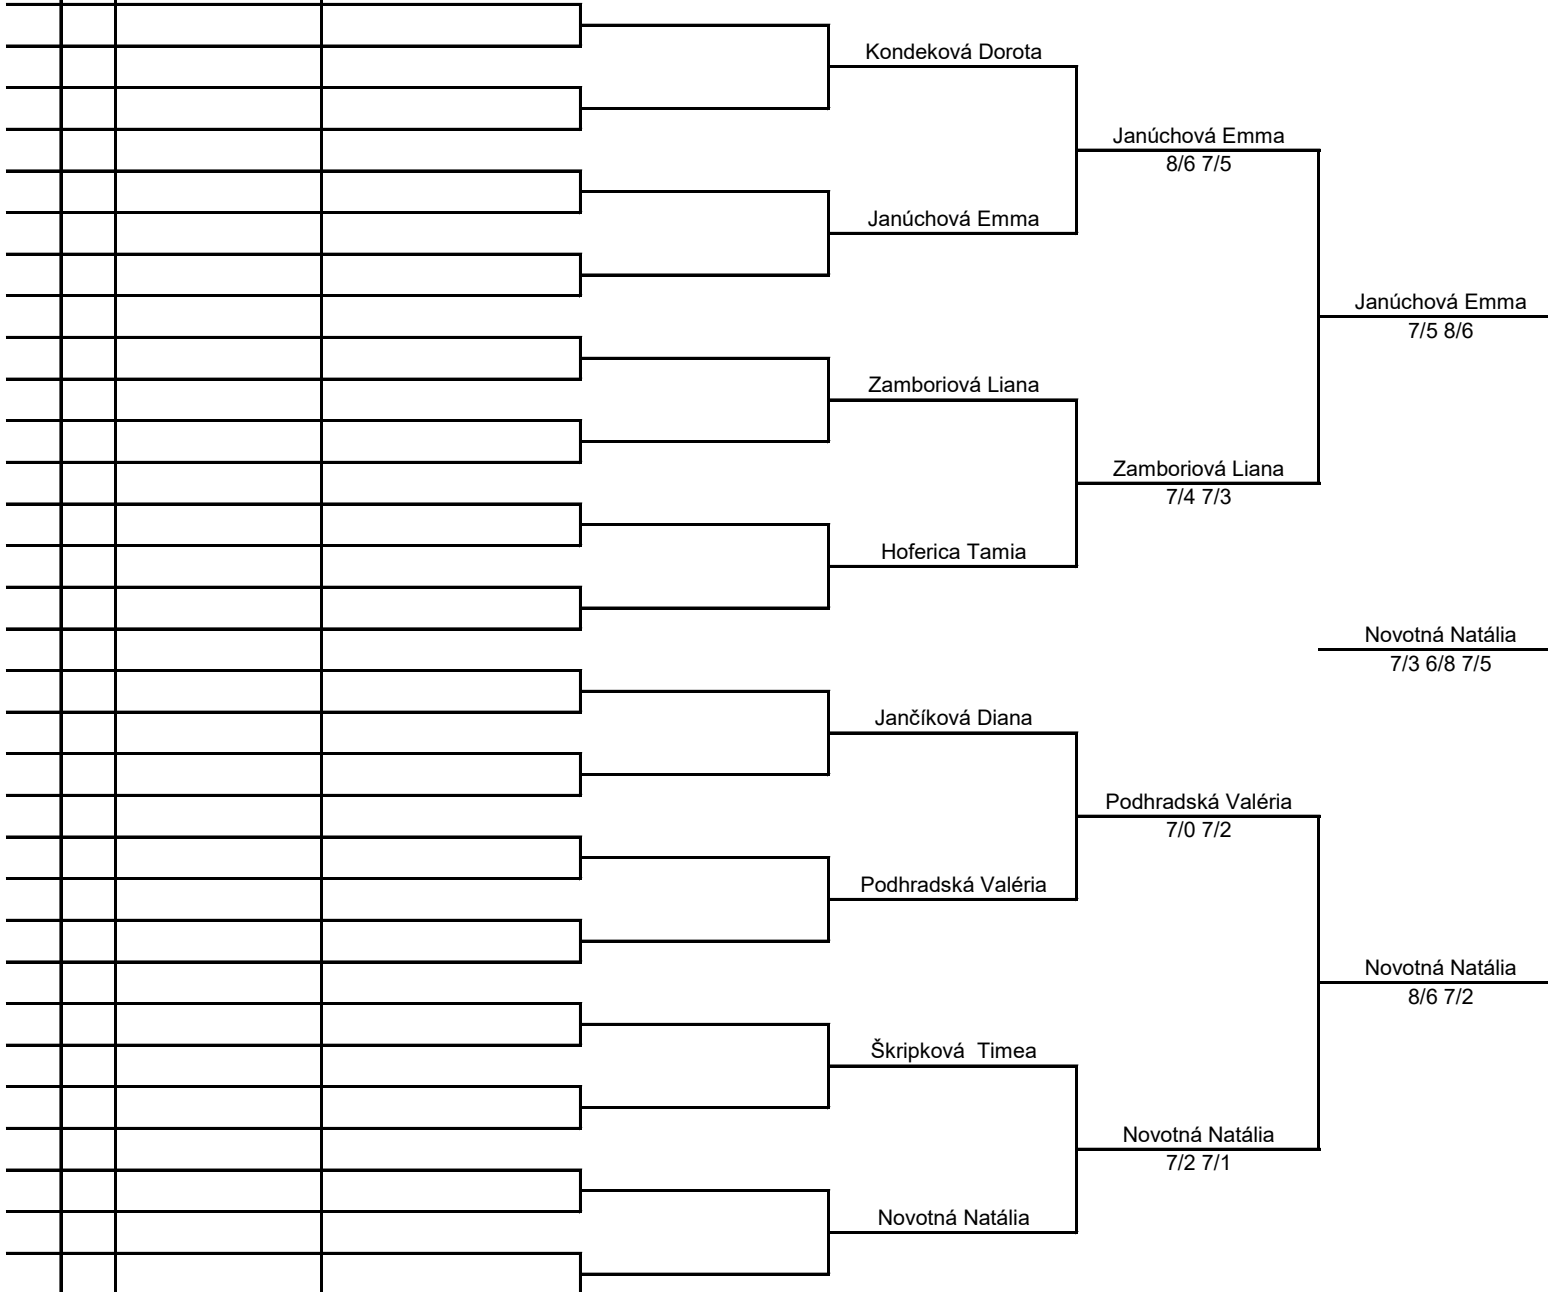 Kondeková Dorota
Janúchová Emma
8/6 7/5
Janúchová Emma
Janúchová Emma
7/5 8/6
Zamboriová Liana
Zamboriová Liana
7/4 7/3
Hoferica Tamia
Novotná Natália
7/3 6/8 7/5
Jančíková Diana
Podhradská Valéria
7/0 7/2
Podhradská Valéria
Novotná Natália
8/6 7/2
Škripková  Timea
Novotná Natália
7/2 7/1
Novotná Natália